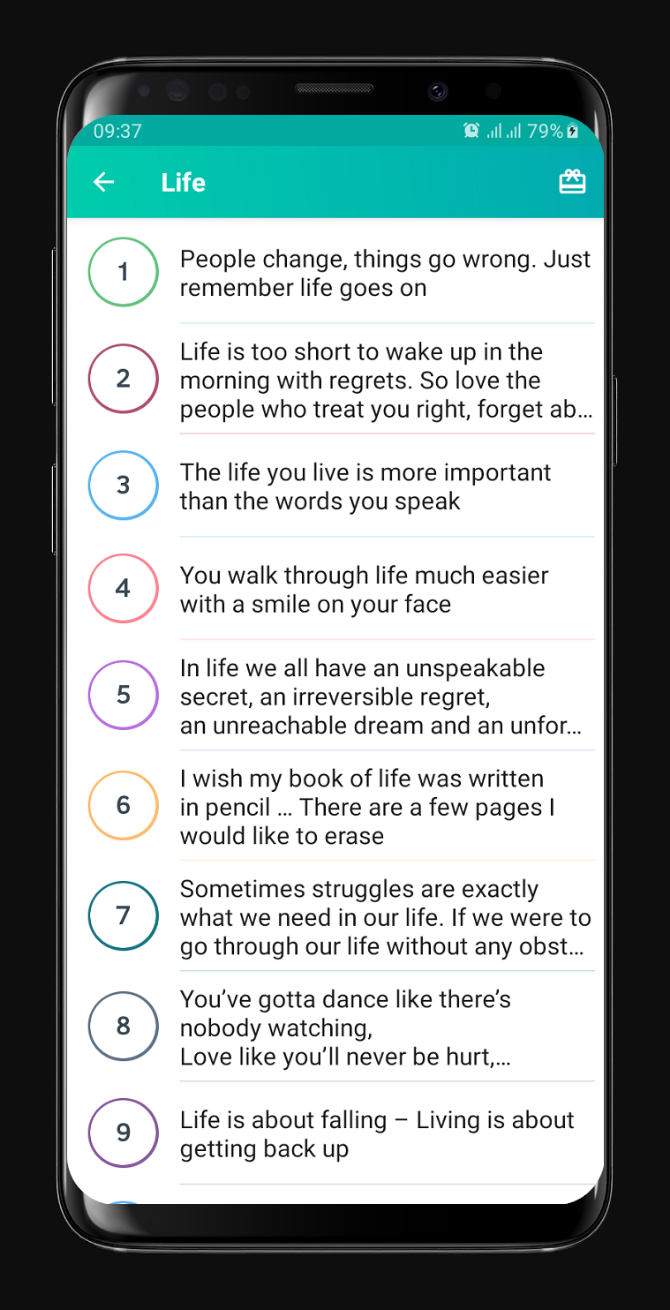 09:37
79%
Life
1
People change, things go wrong. Just
remember life goes on
2
Life is too short to wake up in the
morning with regrets. So love the
people who treat you right, forget ab...
3
The life you live is more important
than the words you speak
4
You walk through life much easier
with a smile on your face
5
In life we all have an unspeakable
secret, an irreversible regret,
an unreachable dream and an unfor...
6
I wish my book of life was written
in pencil ... There are a few pages I
would like to erase
7
Sometimes struggles are exactly
what we need in our life. If we were to
go through our life without any obst...
8
You’ve gotta dance like there’s
nobody watching,
Love like you’ll never be hurt,...
9
Life is about falling – Living is about
getting back up